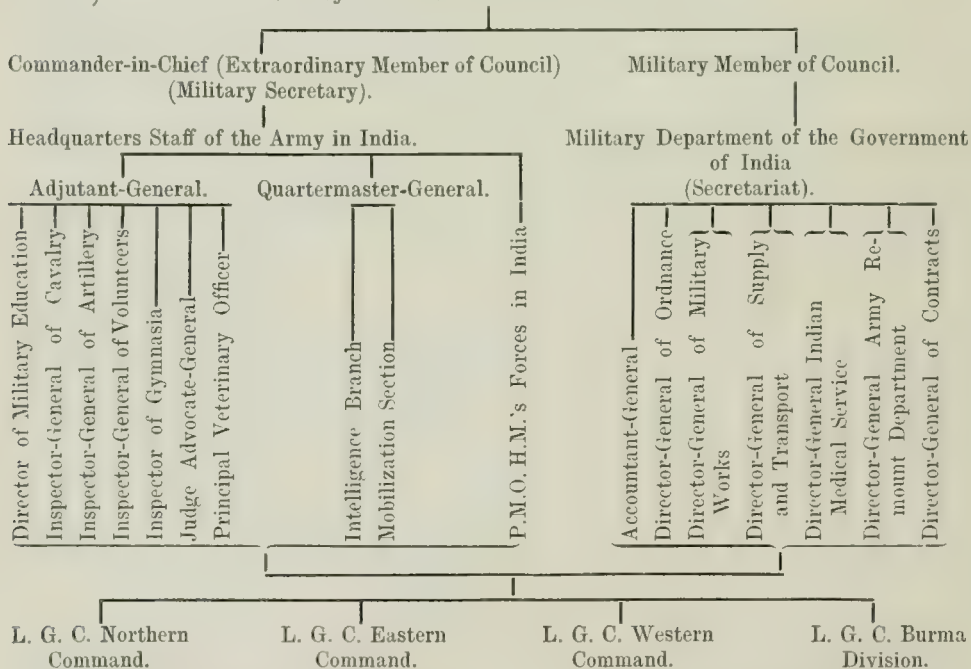 Commander-in-Chief (Extraordinary Member of Council)
(Military Secretary).
Military Member of Council.
Headquarters Staff of the Army in India.
Military Department of the Government
of India
(Secretariat).
Adjutant-General.
Quartermaster-General.
Director of Military Education
Inspector-General of Cavalry
Inspector-General of Artillery
Inspector-General of Volunteers
Inspector of Gymnasia
Judge Advocate-General
Principal Veterinary Officer
Intelligence Branch
Mobilization Section
P.M.O. H.M.'s Forces in India
Accountant-General
Director-General of Ordnance
Director-General of Military
Works
Director-General of Supply
and Transport
Director-General Indian
Medical Service
Director-General Army Re-
mount Department
Director-General of Contracts
L. G. C. Northern
Command.
L. G. C. Eastern
Command.
L. G. C. Western
Command.
L. G. C. Burma
Division.